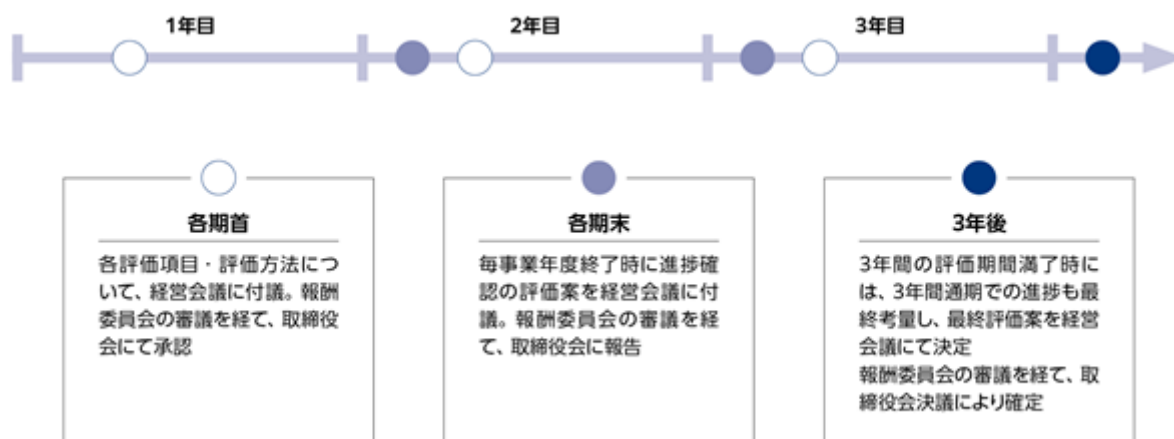 1年目
2年目
3年目
各期首
各評価項目・評価方法につ
いて、経営会議に付議。報酬
委員会の審議を経て、取締役
会にて承認
各期末
毎事業年度終了時に進捗確
認の評価案を経営会議に付
議。報酬委員会の審議を経
て、取締役会に報告
3年後
3年間の評価期間満了時に
は、3年間通期での進捗も最
終考量し、最終評価案を経営
会議にて決定
報酬委員会の審議を経て、取
締役会決議により確定